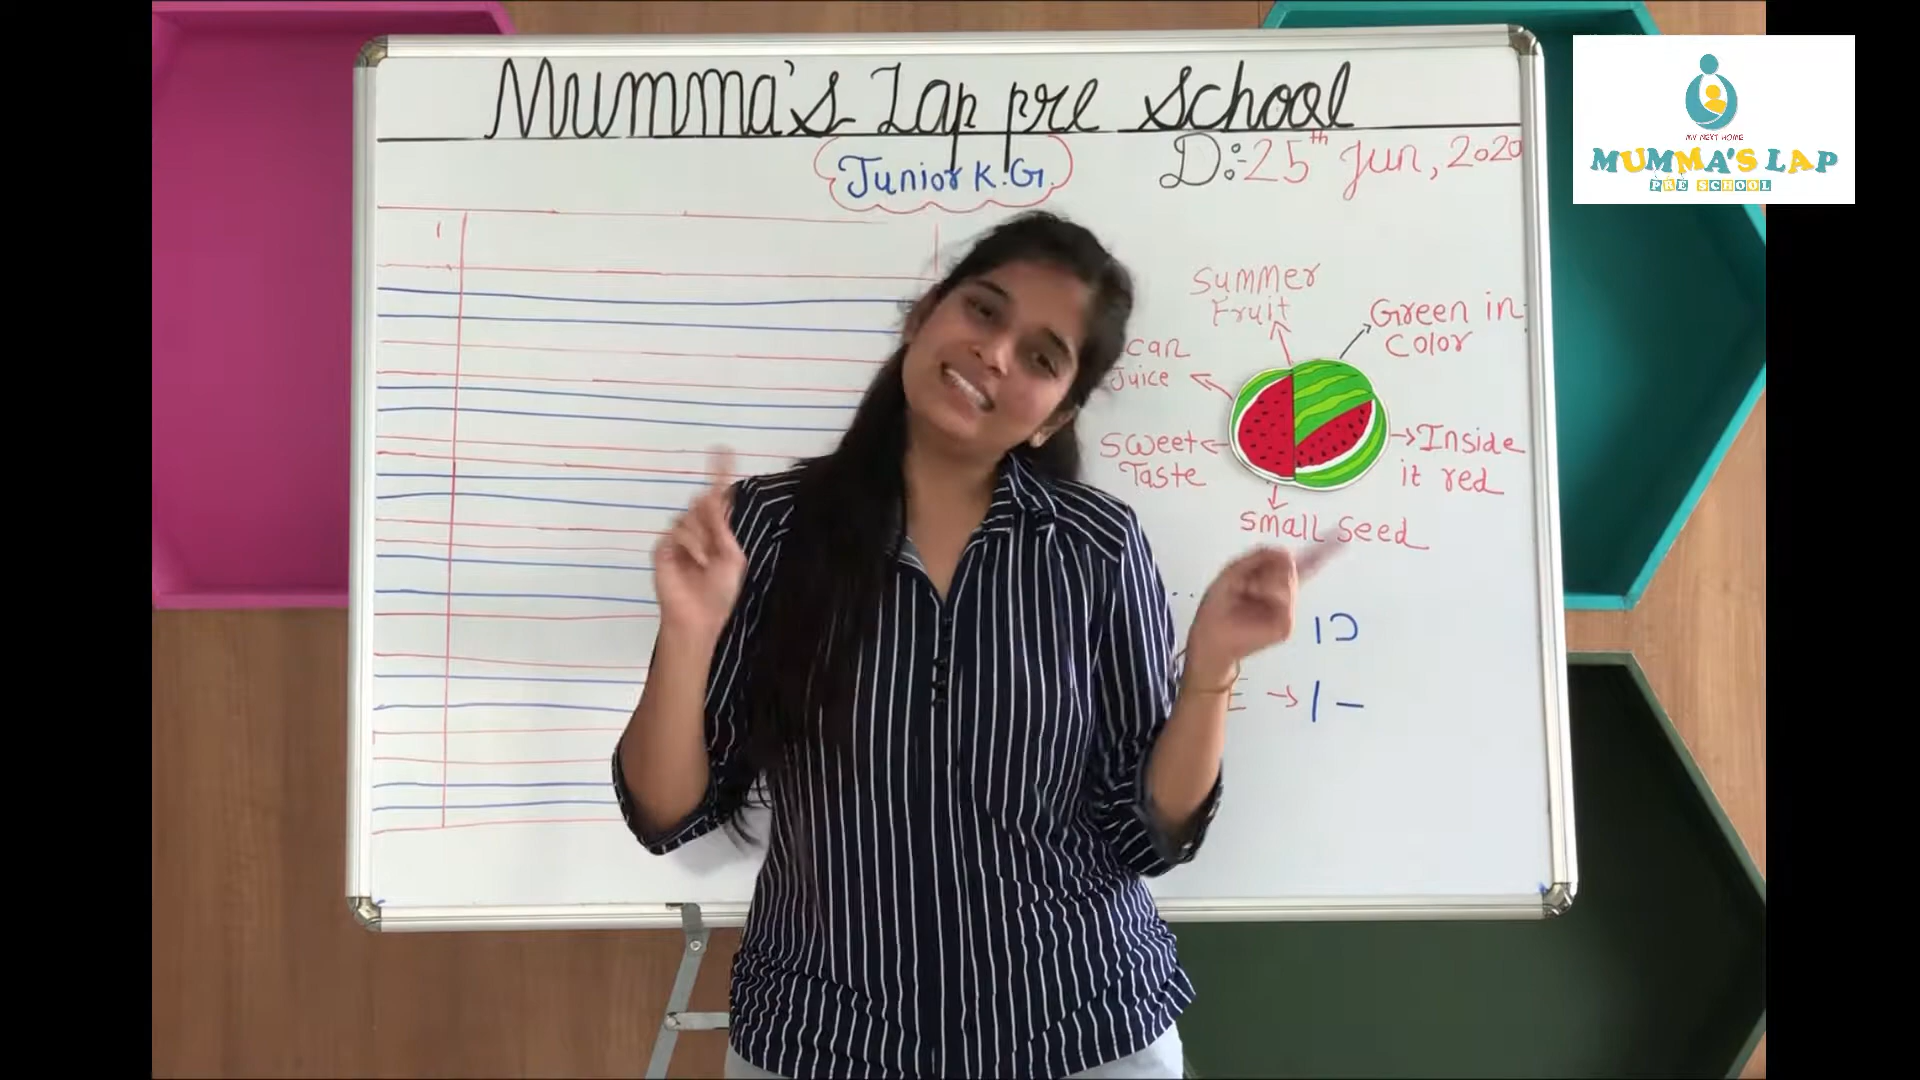 Mumma's Lap pre School
Junior K.G.
D:-25th Jun, 2020
MY NEXT HOME
MUMMA'S LAP
PRE SCHOOL
1
Summer
Fruit
Green in
Color
can
Juice
Sweet
Taste
Inside
it red
Small Seed
E →